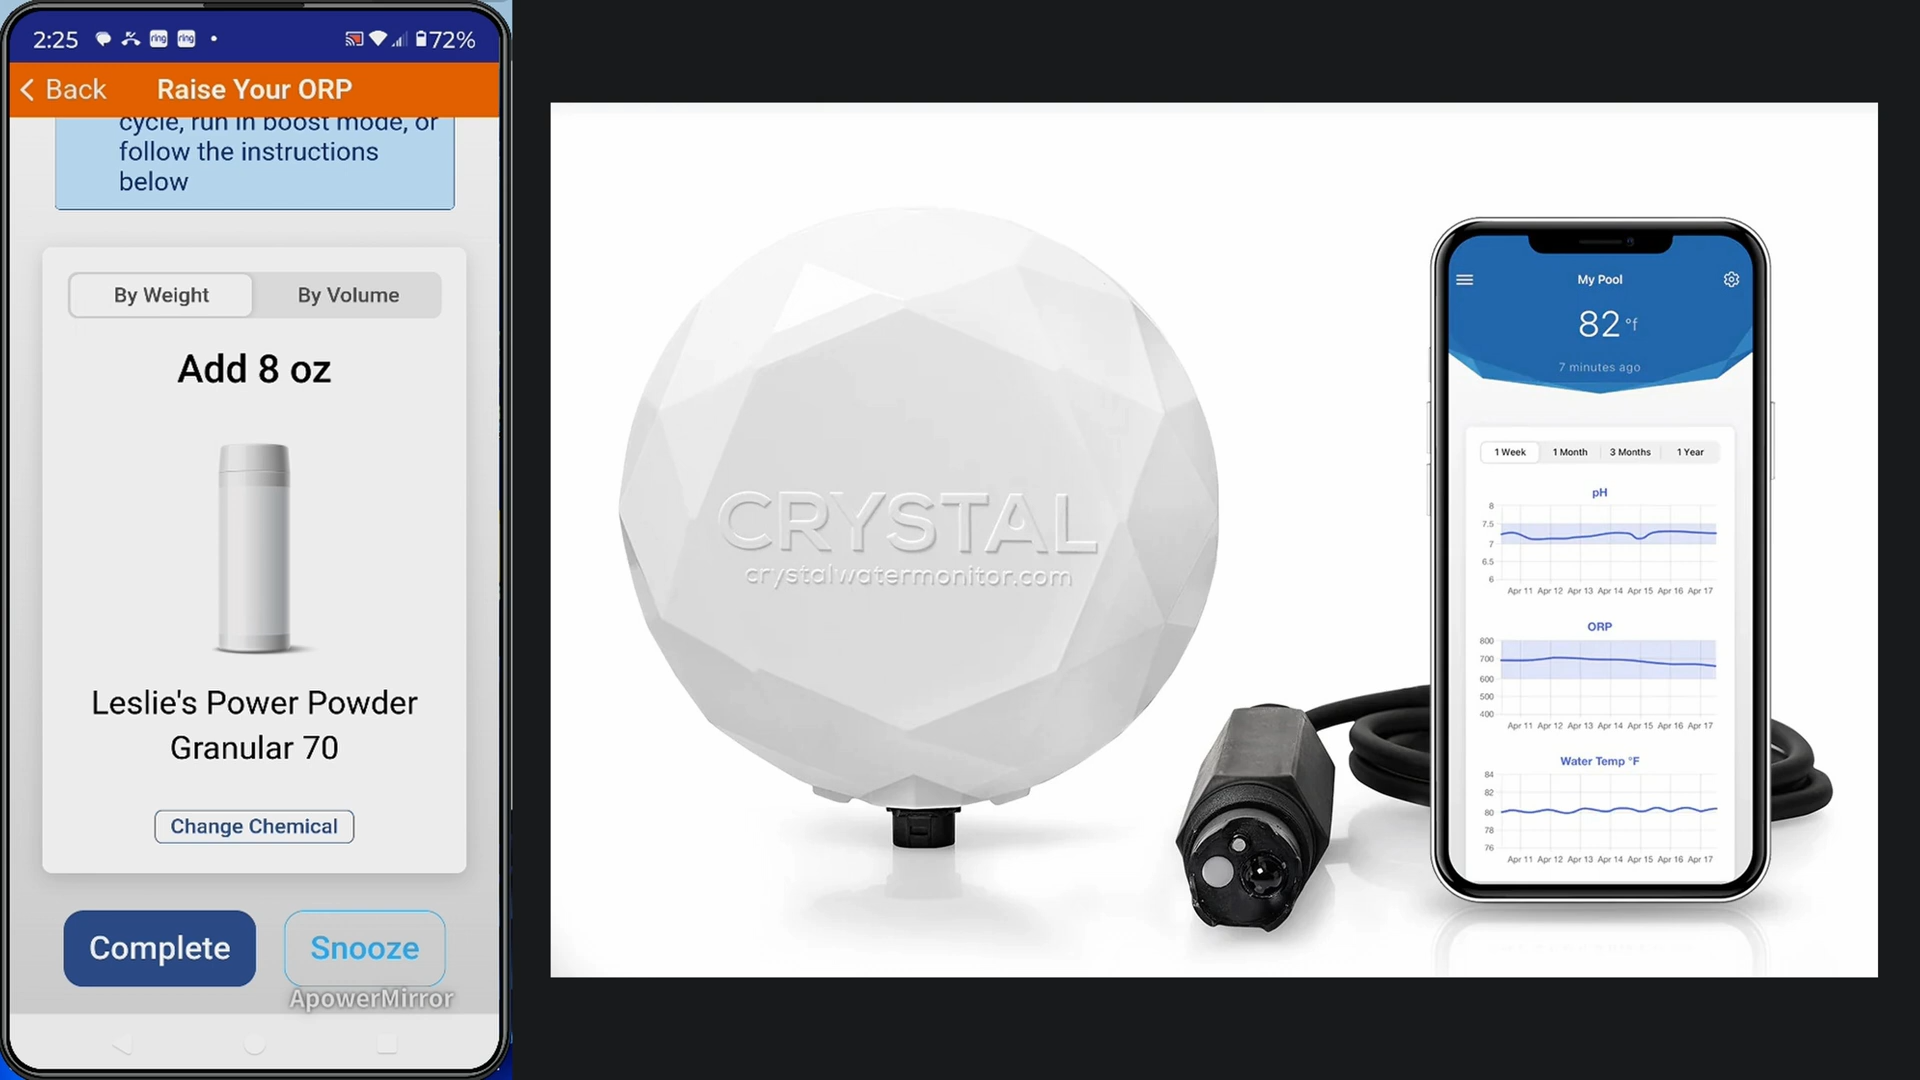 2:25
ring
ring
72%
Back
Raise Your ORP
cycle, run in boost mode, or
follow the instructions
below
By Weight
By Volume
Add 8 oz
Leslie's Power Powder
Granular 70
Change Chemical
Complete
Snooze
ApowerMirror
CRYSTAL
crystalwatermonitor.com
My Pool
82 °f
7 minutes ago
1 Week
1 Month
3 Months
1 Year
pH
8
7.5
7
6.5
6
Apr 11 Apr 12 Apr 13 Apr 14 Apr 15 Apr 16 Apr 17
ORP
800
700
600
500
400
Apr 11 Apr 12 Apr 13 Apr 14 Apr 15 Apr 16 Apr 17
Water Temp °F
84
82
80
78
76
Apr 11 Apr 12 Apr 13 Apr 14 Apr 15 Apr 16 Apr 17